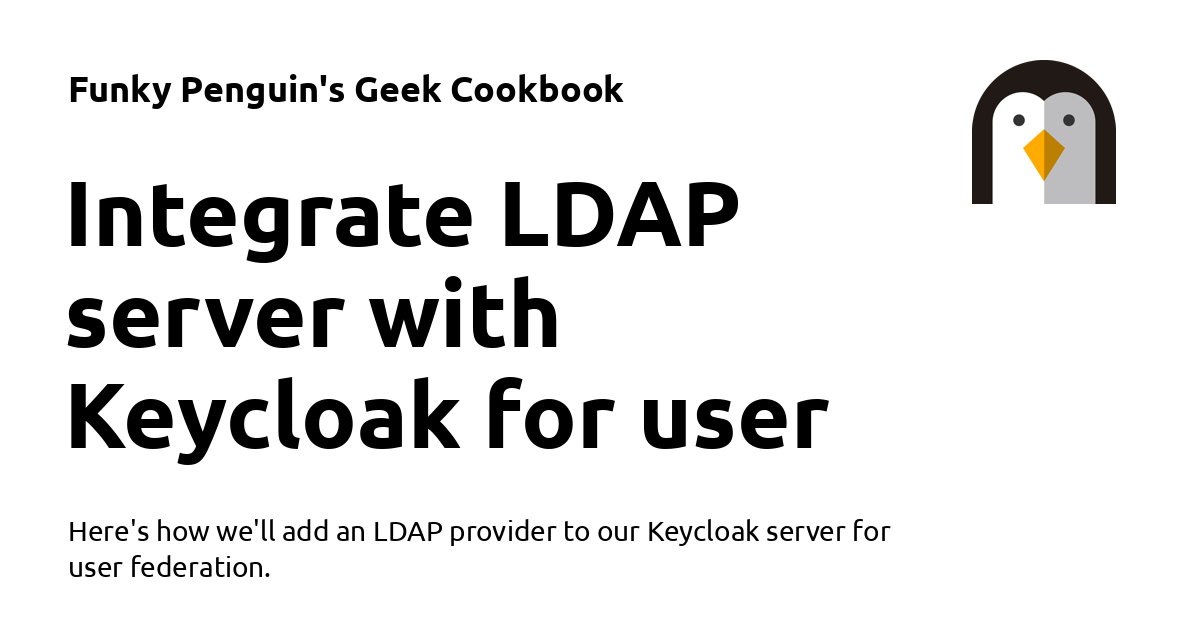 Funky Penguin's Geek Cookbook
Integrate LDAP
server with
Keycloak for user
Here's how we'll add an LDAP provider to our Keycloak server for
user federation.